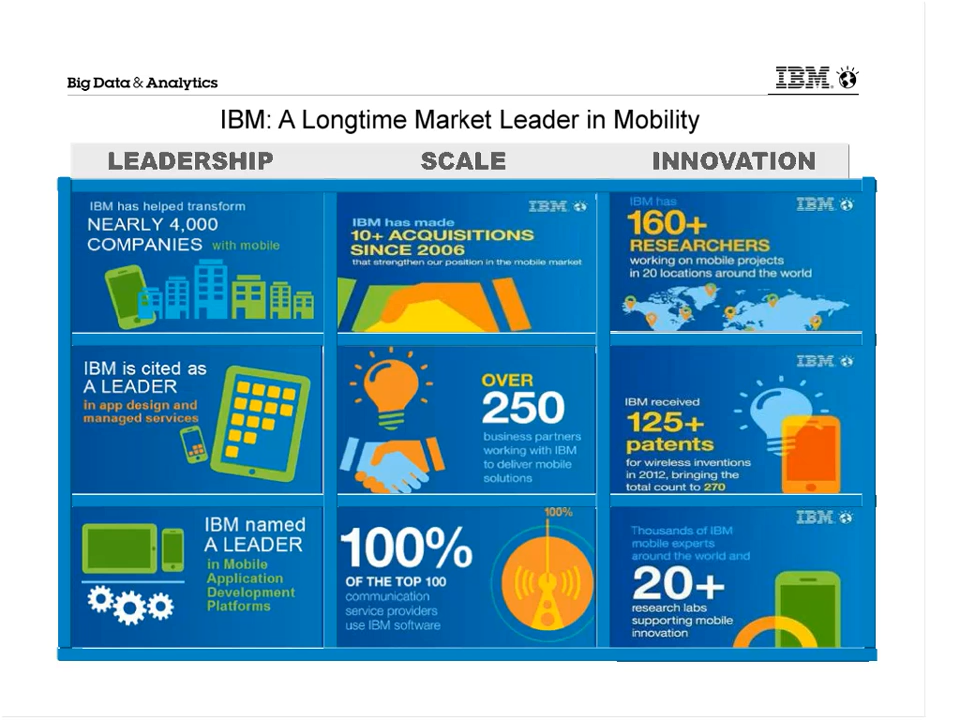 Big Data & Analytics
IBM
IBM: A Longtime Market Leader in Mobility
LEADERSHIP
SCALE
INNOVATION
IBM has helped transform
NEARLY 4,000
COMPANIES with mobile
IBM
IBM has made
10+ ACQUISITIONS
SINCE 2006
that strengthen our position in the mobile market
IBM
IBM has
160+
RESEARCHERS
working on mobile projects
in 20 locations around the world
IBM is cited as
A LEADER
in app design and
managed services
OVER
250
business partners
working with IBM
to deliver mobile
solutions
IBM
IBM received
125+
patents
for wireless inventions
in 2012, bringing the
total count to 270
IBM named
A LEADER
in Mobile
Application
Development
Platforms
100%
100%
OF THE TOP 100
communication
service providers
use IBM software
IBM
Thousands of IBM
mobile experts
around the world and
20+
research labs
supporting mobile
innovation